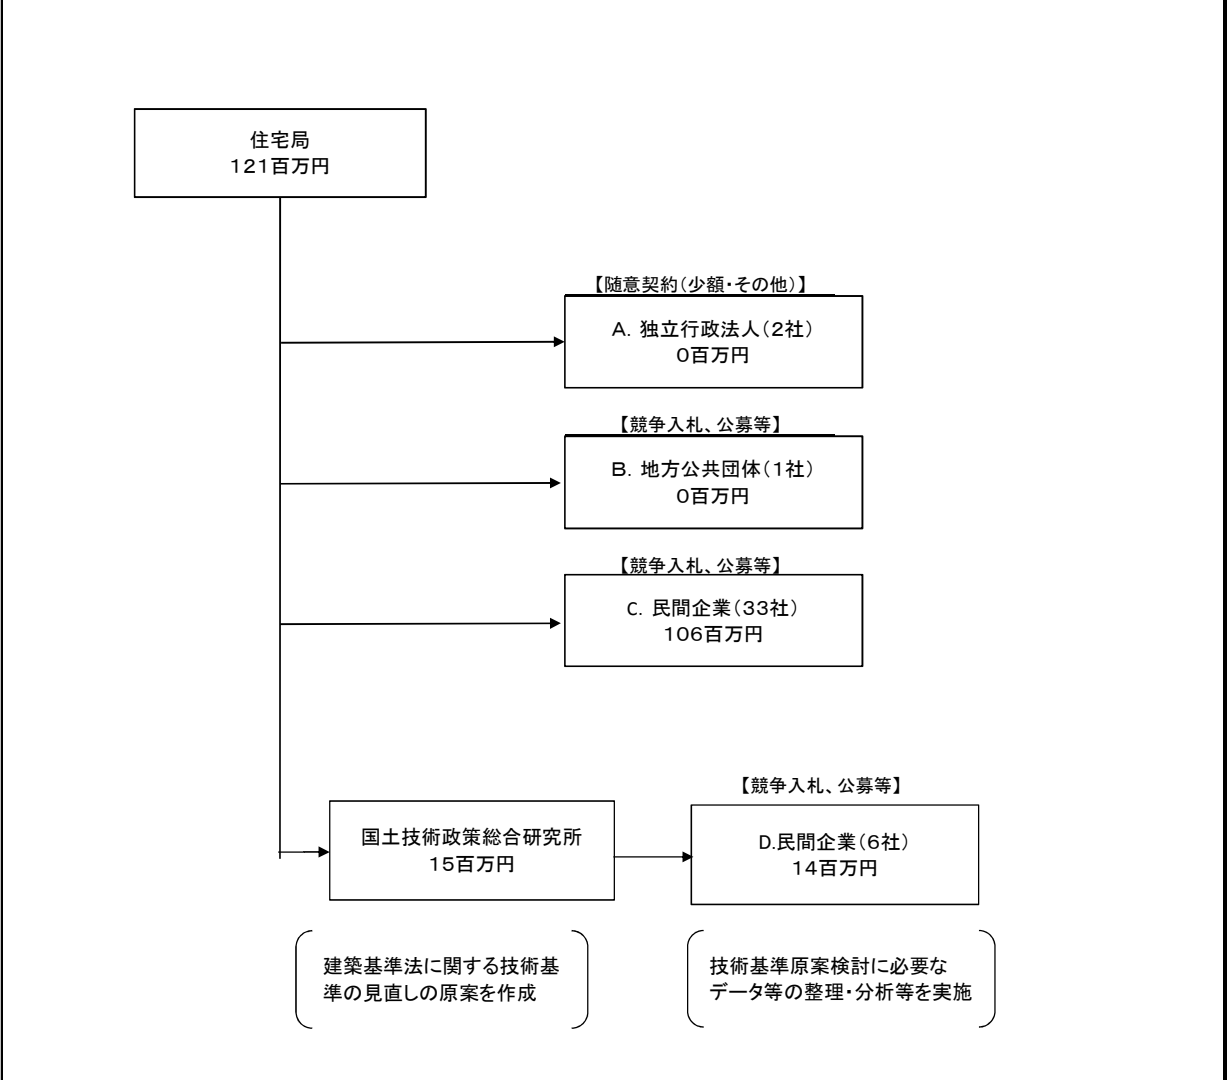 住宅局
121百万円
【随意契約(少額・その他)】
A. 独立行政法人(2社)
0百万円
【競争入札、公募等】
B. 地方公共団体(1社)
0百万円
【競争入札、公募等】
C. 民間企業(33社)
106百万円
【競争入札、公募等】
国土技術政策総合研究所
15百万円
D.民間企業(6社)
14百万円
建築基準法に関する技術基
準の見直しの原案を作成
技術基準原案検討に必要な
データ等の整理・分析等を実施